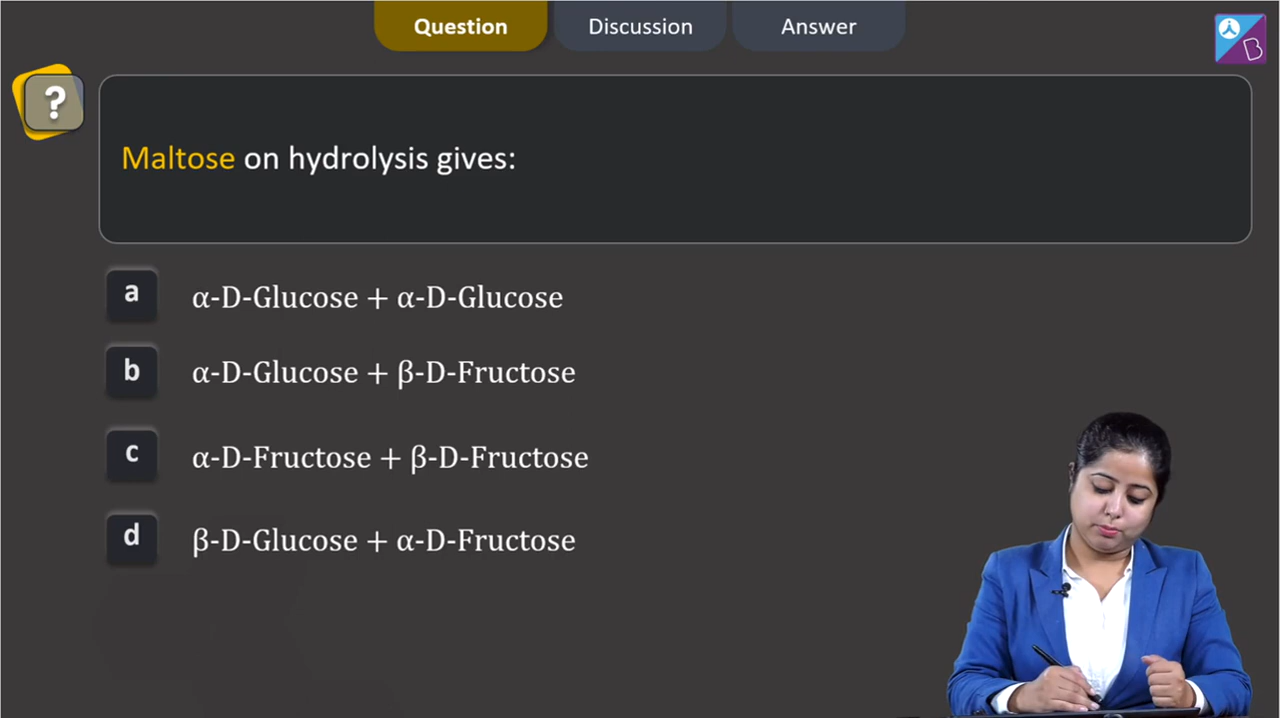 Question Discussion Answer
B
?
Maltose on hydrolysis gives:
a α-D-Glucose + α-D-Glucose
b α-D-Glucose + β-D-Fructose
c α-D-Fructose + β-D-Fructose
d β-D-Glucose + α-D-Fructose